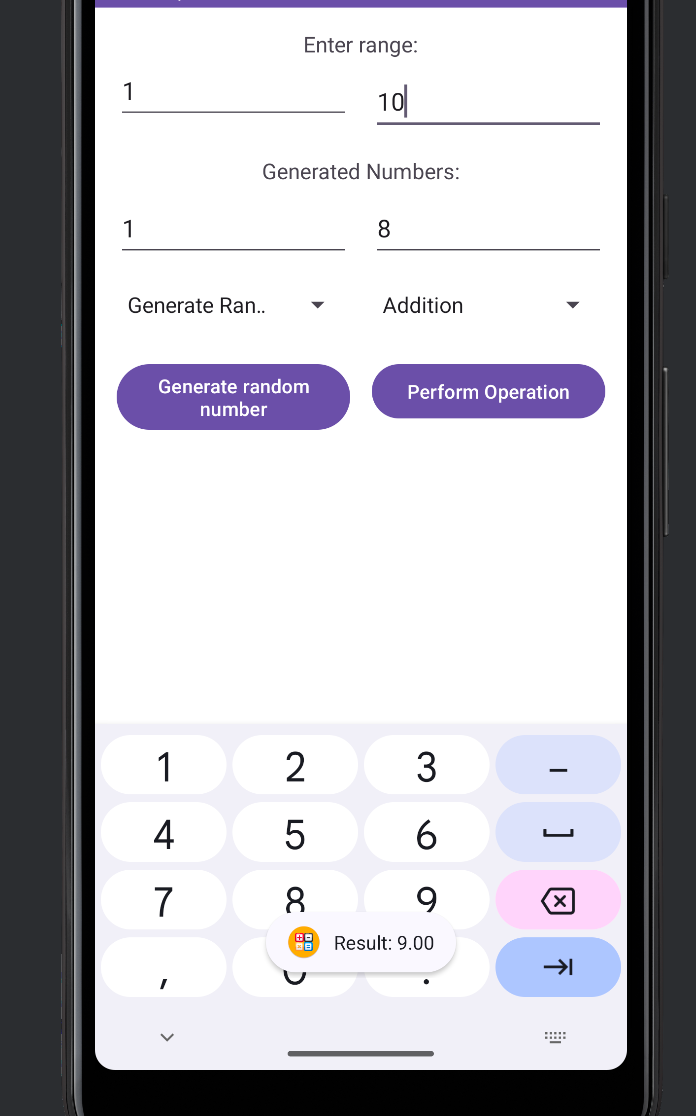 Enter range:
1 10
Generated Numbers:
1 8
Generate Ran.. Addition
Generate random
number
Perform Operation
1 2 3 –
4 5 6
7 8 9
, .
Result: 9.00